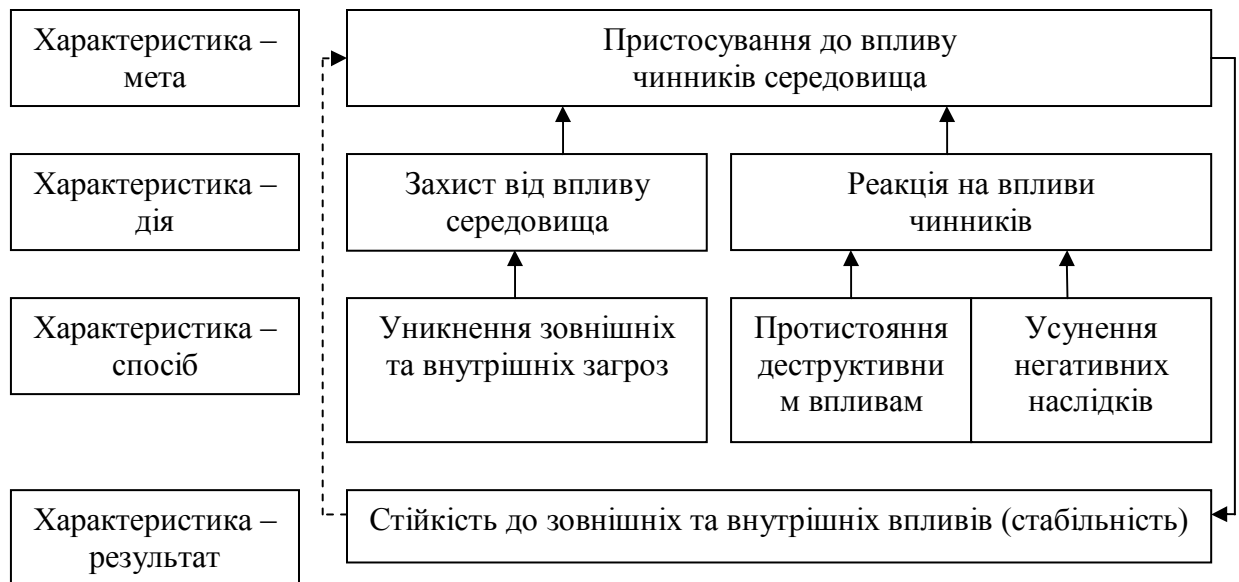 Характеристика –
мета
Пристосування до впливу
чинників середовища
Характеристика –
дія
Захист від впливу
середовища
Реакція на впливи
чинників
Характеристика –
спосіб
Уникнення зовнішніх
та внутрішніх загроз
Протистояння
деструктивни
м впливам
Усунення
негативних
наслідків
Характеристика –
результат
Стійкість до зовнішніх та внутрішніх впливів (стабільність)